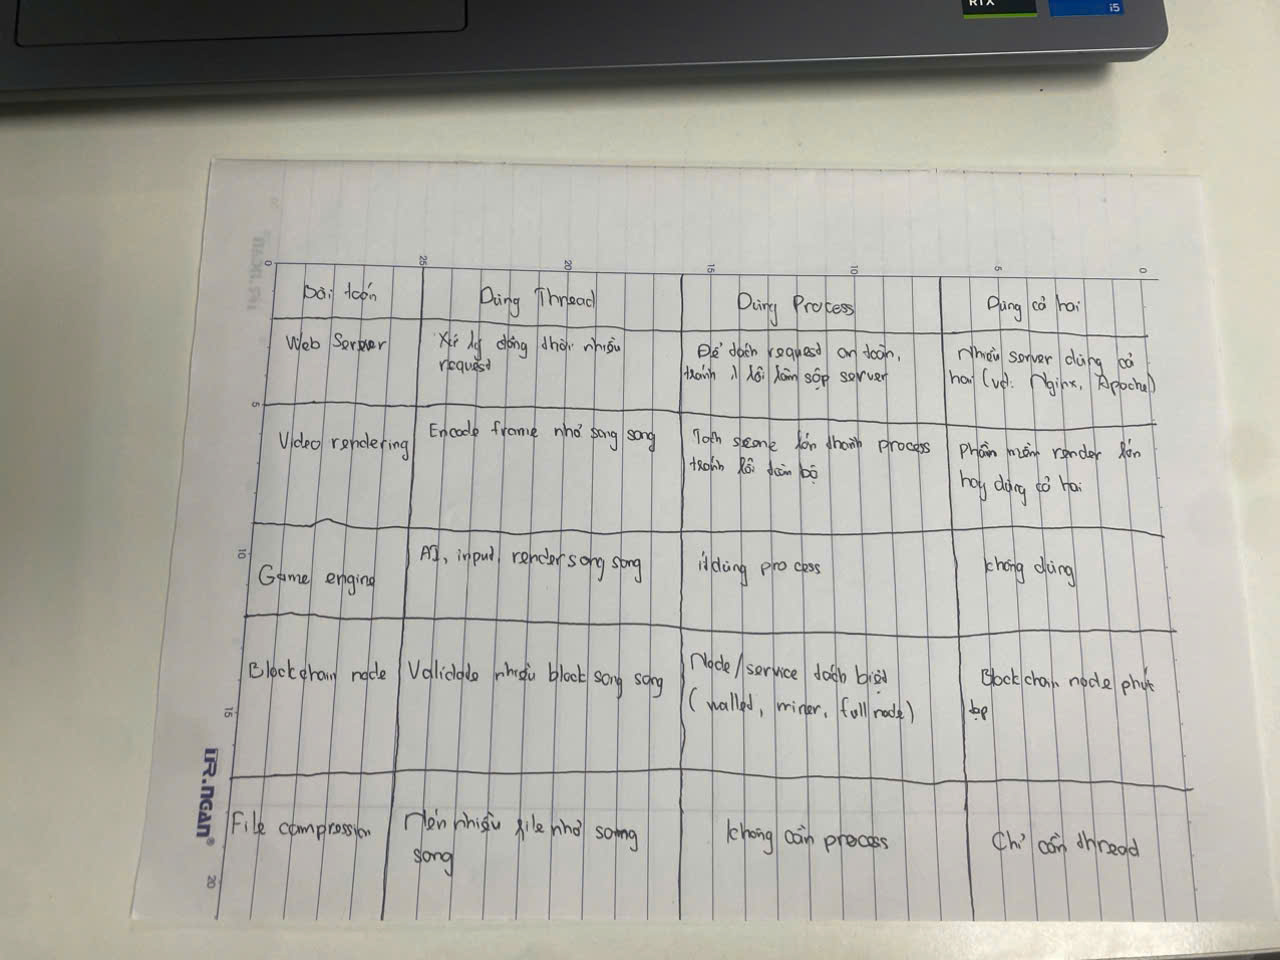 RTX
i5
0
25
20
15
10
5
0
Bài toán
Dùng Thread
Dùng Process
Dùng cả hai
Web Server
Xử lý đồng thời nhiều
request
Để tách request an toàn,
tránh 1 lỗi làm sập server
Nhiều server dùng cả
hai (vd: Nginx, Apache)
5
Video rendering
Encode frame nhỏ song song
Tách scene lớn thành process
tránh lỗi toàn bộ
Phần mềm render lớn
hay dùng cả hai
10
Game engine
AI, input, render song song
ít dùng process
không dùng
Blockchain node
Validate nhiều block song song
Node/service tách biệt
(wallet, miner, full node)
Blockchain node phức
tạp
15
TR.NGAN®
File compression
Nén nhiều file nhỏ song
song
không cần process
Chỉ cần thread
20